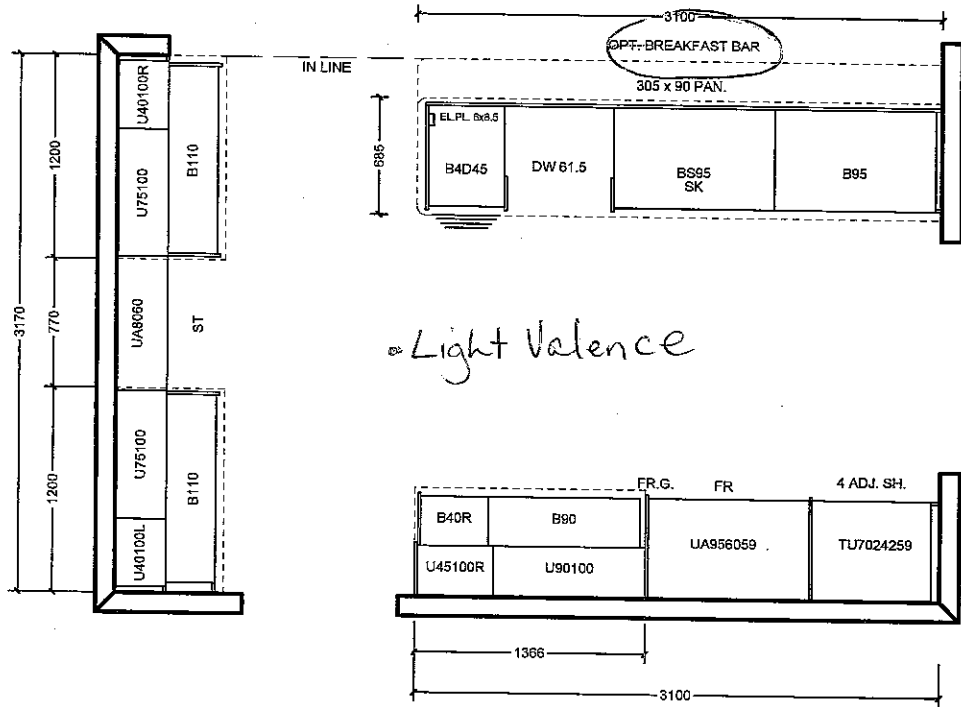 3100
OPT. BREAKFAST BAR
IN LINE
305 x 90 PAN.
EL.PL. 6x8.5
B4D45
DW 61.5
BS95
SK
B95
685
U40100R
B110
U75100
1200
UA8060
ST
770
3170
Light Valence
U75100
B110
1200
U40100L
FR.G.
FR
4 ADJ. SH.
B40R
B90
UA956059
TU7024259
U45100R
U90100
1366
3100